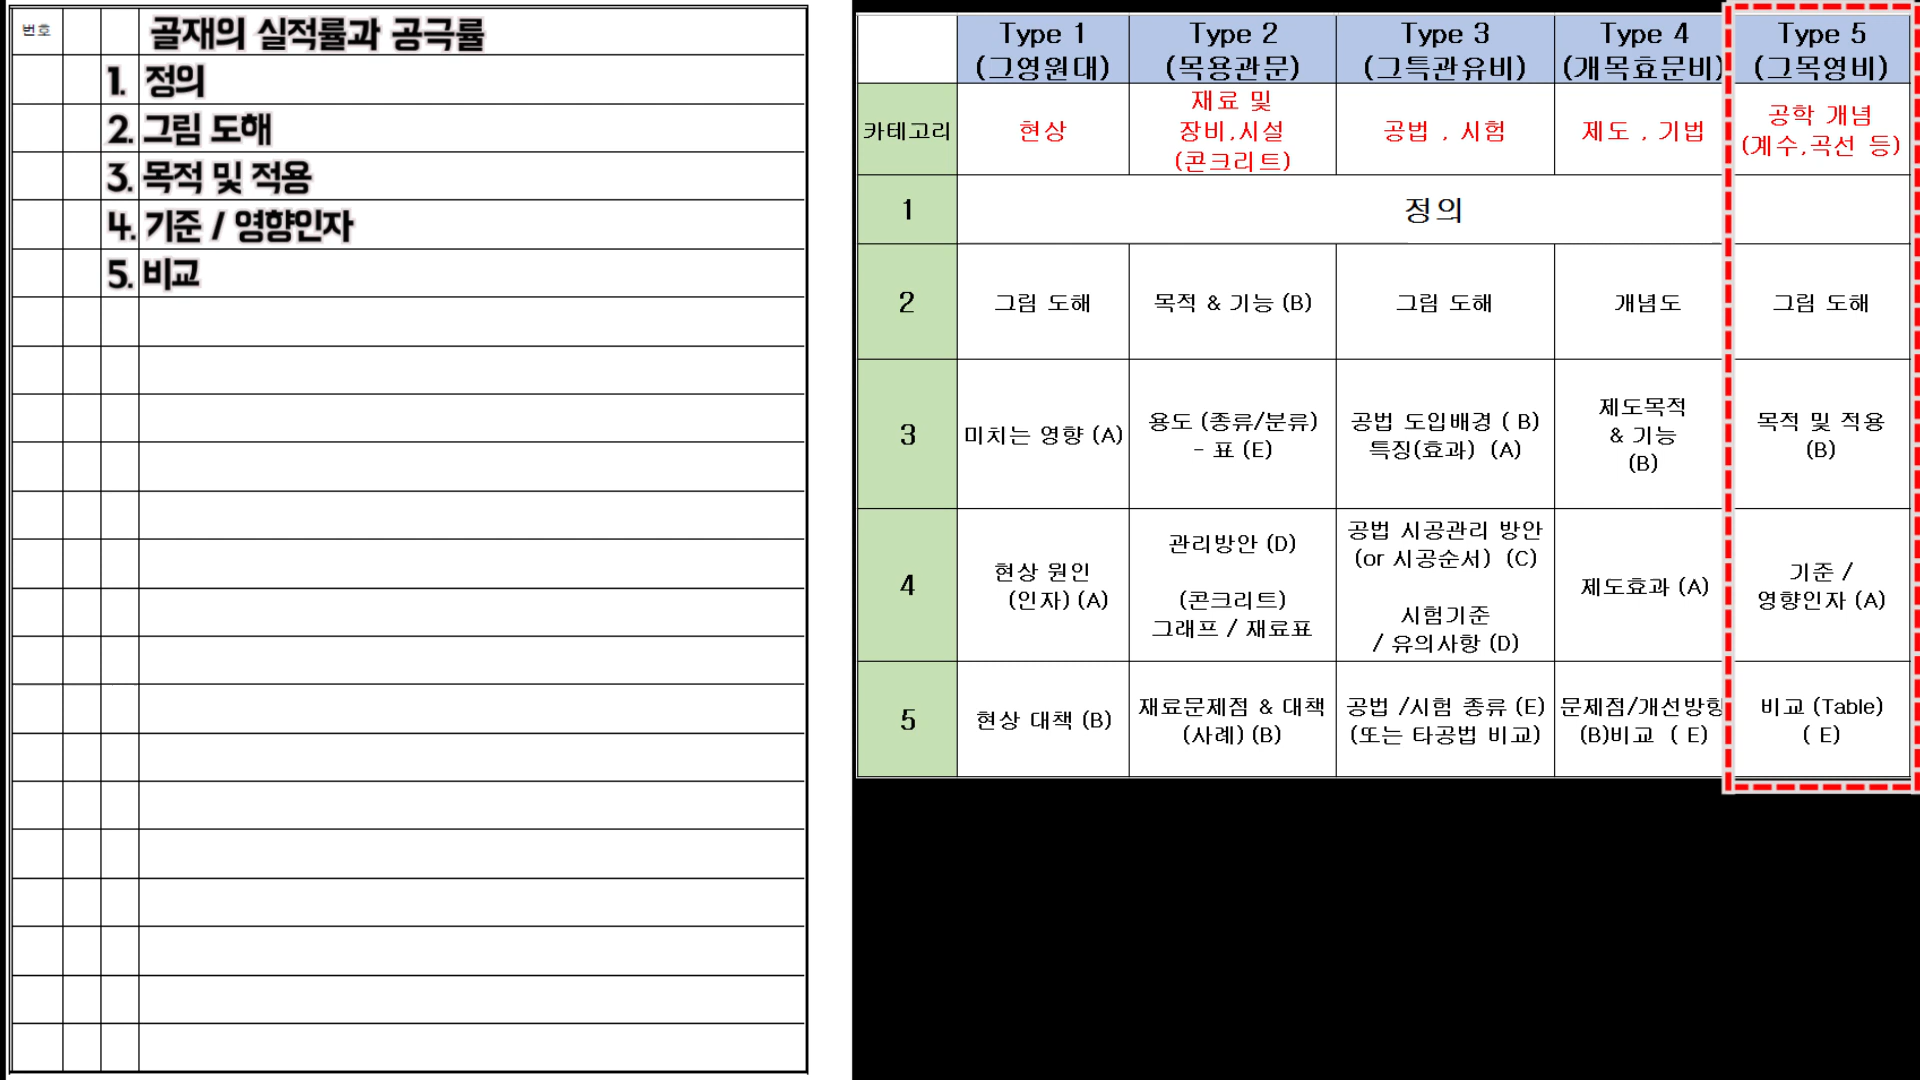 번호
골재의 실적률과 공극률
1. 정의
2. 그림 도해
3. 목적 및 적용
4. 기준 / 영향인자
5. 비교
Type 1
(그영원대)
Type 2
(목용관문)
Type 3
(그특관유비)
Type 4
(개목효문비)
Type 5
(그목영비)
카테고리
현상
재료 및
장비,시설
(콘크리트)
공법 , 시험
제도 , 기법
공학 개념
(계수,곡선 등)
1
정의
2
그림 도해
목적 & 기능 (B)
그림 도해
개념도
그림 도해
3
미치는 영향 (A)
용도 (종류/분류)
- 표 (E)
공법 도입배경 ( B)
특징(효과) (A)
제도목적
& 기능
(B)
목적 및 적용
(B)
4
현상 원인
(인자) (A)
관리방안 (D)
(콘크리트)
그래프 / 재료표
공법 시공관리 방안
(or 시공순서) (C)
시험기준
/ 유의사항 (D)
제도효과 (A)
기준 /
영향인자 (A)
5
현상 대책 (B)
재료문제점 & 대책
(사례) (B)
공법 /시험 종류 (E)
(또는 타공법 비교)
문제점/개선방향
(B)비교 ( E)
비교 (Table)
( E)